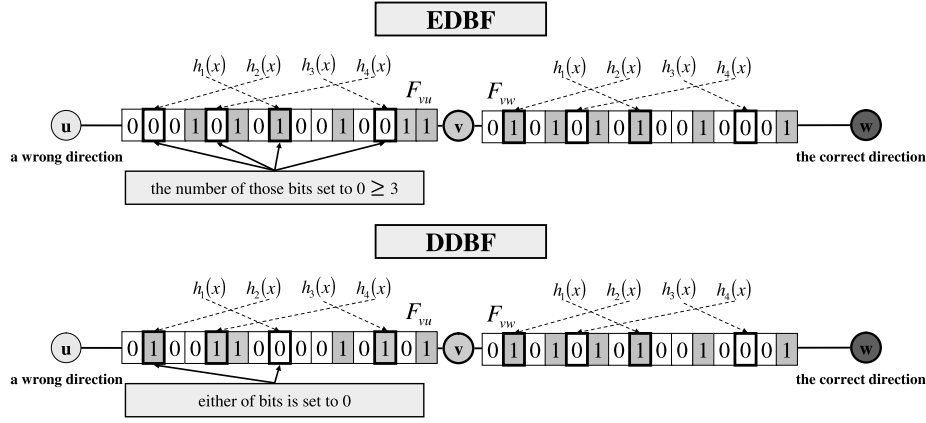 EDBF
h₁(x) h₂(x) h₃(x) h₄(x) h₁(x) h₂(x) h₃(x) h₄(x)
F_vu F_vw
u 0 0 0 1 0 1 0 1 0 0 1 0 0 1 1 v 0 1 0 1 0 1 0 1 0 0 1 0 0 0 1 w
a wrong direction the correct direction
the number of those bits set to 0 ≥ 3
DDBF
h₁(x) h₂(x) h₃(x) h₄(x) h₁(x) h₂(x) h₃(x) h₄(x)
F_vu F_vw
u 0 1 0 0 1 1 0 0 0 0 1 0 1 0 1 v 0 1 0 1 0 1 0 1 0 0 1 0 0 0 1 w
a wrong direction the correct direction
either of bits is set to 0